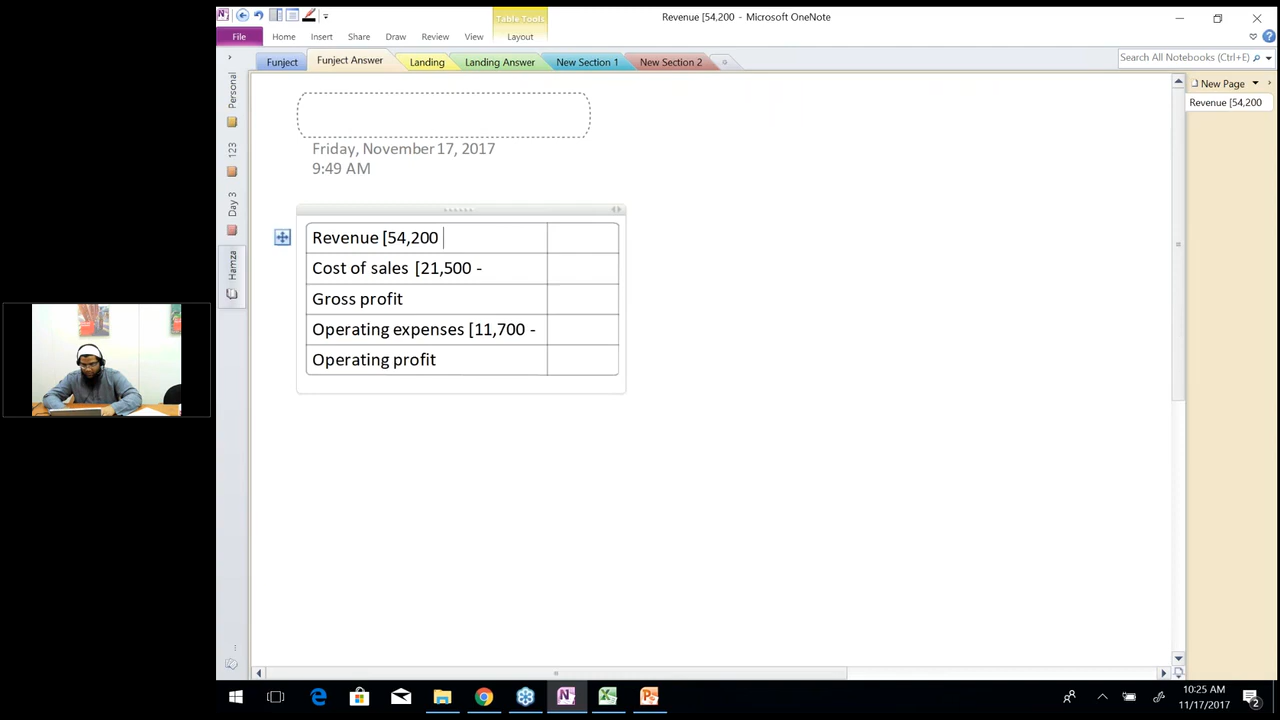 Table Tools
Revenue [54,200 - Microsoft OneNote
File Home Insert Share Draw Review View Layout
Funject Funject Answer Landing Landing Answer New Section 1 New Section 2
Search All Notebooks (Ctrl+E)
New Page
Revenue [54,200
Personal
123
Day 3
Hamza
Friday, November 17, 2017
9:49 AM
Revenue [54,200
Cost of sales [21,500 -
Gross profit
Operating expenses [11,700 -
Operating profit
10:25 AM
11/17/2017
2